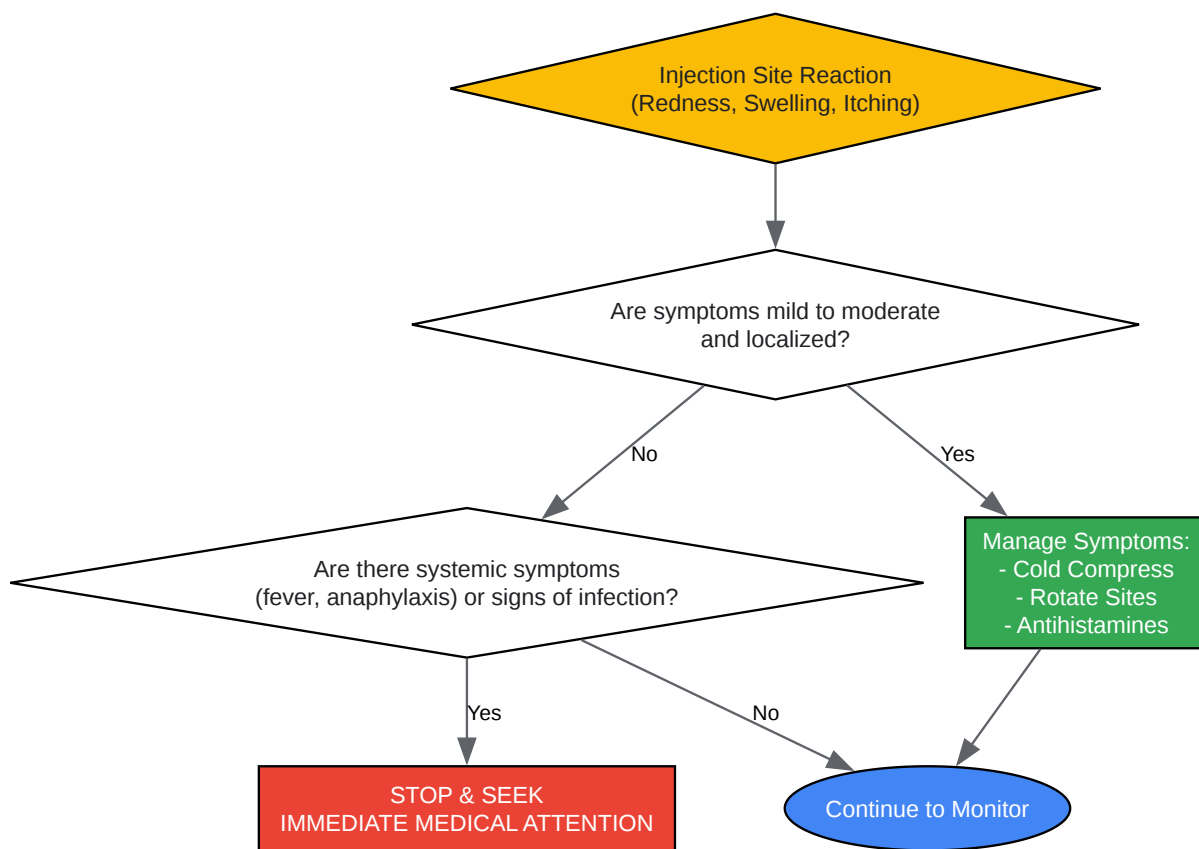 Injection Site Reaction
(Redness, Swelling, Itching)
Are symptoms mild to moderate
and localized?
No
Yes
Are there systemic symptoms
(fever, anaphylaxis) or signs of infection?
Manage Symptoms:
- Cold Compress
- Rotate Sites
- Antihistamines
Yes
No
STOP & SEEK
IMMEDIATE MEDICAL ATTENTION
Continue to Monitor